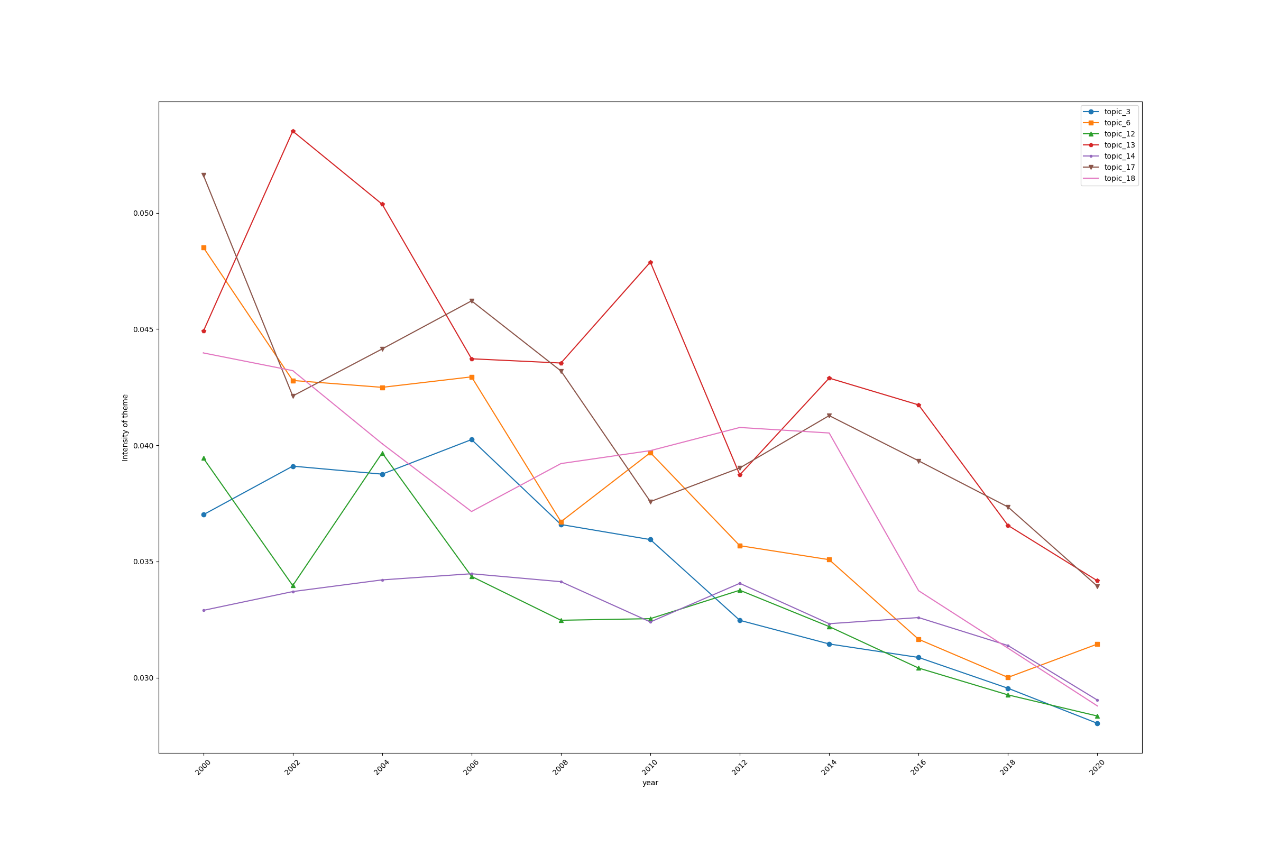 topic_3
topic_6
topic_12
topic_13
topic_14
topic_17
topic_18
0.050
0.045
0.040
0.035
0.030
Intensity of theme
2000 2002 2004 2006 2008 2010 2012 2014 2016 2018 2020
year